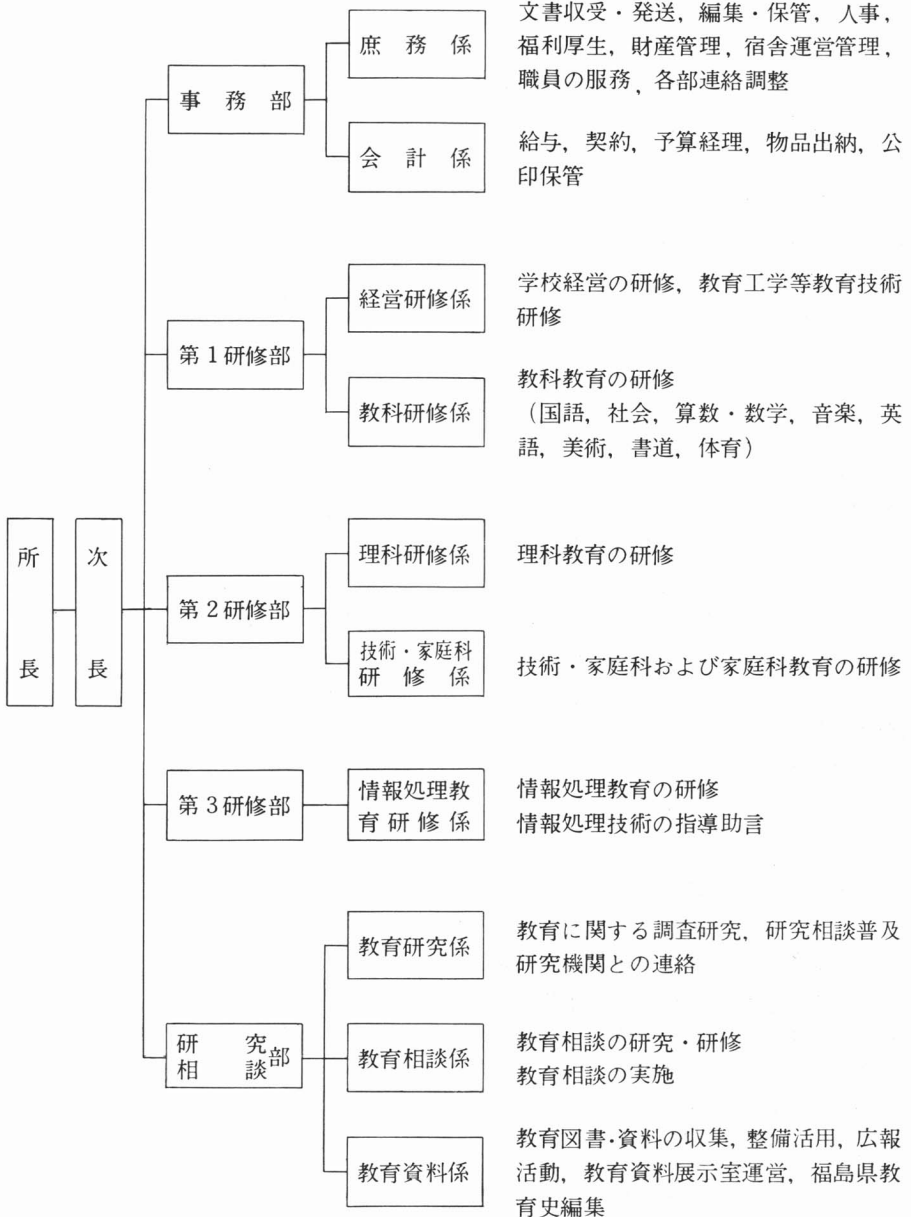 所長
次長
事務部
庶務係
文書収受・発送，編集・保管，人事，
福利厚生，財産管理，宿舎運営管理，
職員の服務，各部連絡調整
会計係
給与，契約，予算経理，物品出納，公
印保管
第1研修部
経営研修係
学校経営の研修，教育工学等教育技術
研修
教科研修係
教科教育の研修
（国語，社会，算数・数学，音楽，英
語，美術，書道，体育）
第2研修部
理科研修係
理科教育の研修
技術・家庭科
研修係
技術・家庭科および家庭科教育の研修
第3研修部
情報処理教
育研修係
情報処理教育の研修
情報処理技術の指導助言
研究
相談部
教育研究係
教育に関する調査研究，研究相談普及
研究機関との連絡
教育相談係
教育相談の研究・研修
教育相談の実施
教育資料係
教育図書・資料の収集，整備活用，広報
活動，教育資料展示室運営，福島県教
育史編集